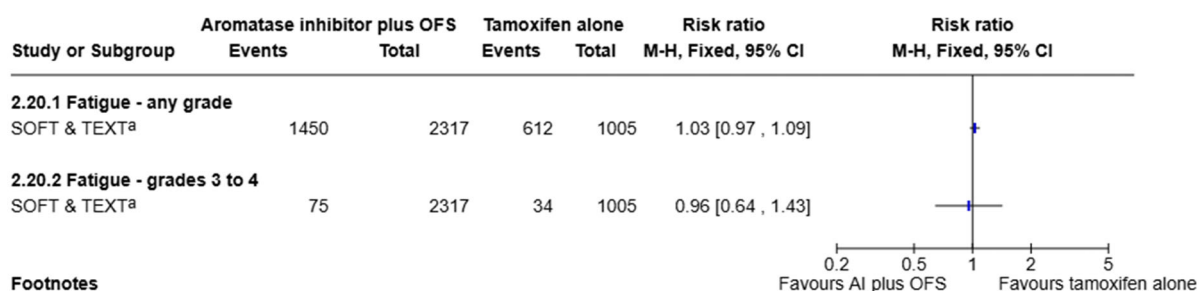 Aromatase inhibitor plus OFS Tamoxifen alone Risk ratio Risk ratio
Study or Subgroup Events Total Events Total M-H, Fixed, 95% CI M-H, Fixed, 95% CI
2.20.1 Fatigue - any grade
SOFT & TEXTᵃ 1450 2317 612 1005 1.03 [0.97 , 1.09]
2.20.2 Fatigue - grades 3 to 4
SOFT & TEXTᵃ 75 2317 34 1005 0.96 [0.64 , 1.43]
0.2 0.5 1 2 5
Footnotes Favours AI plus OFS Favours tamoxifen alone